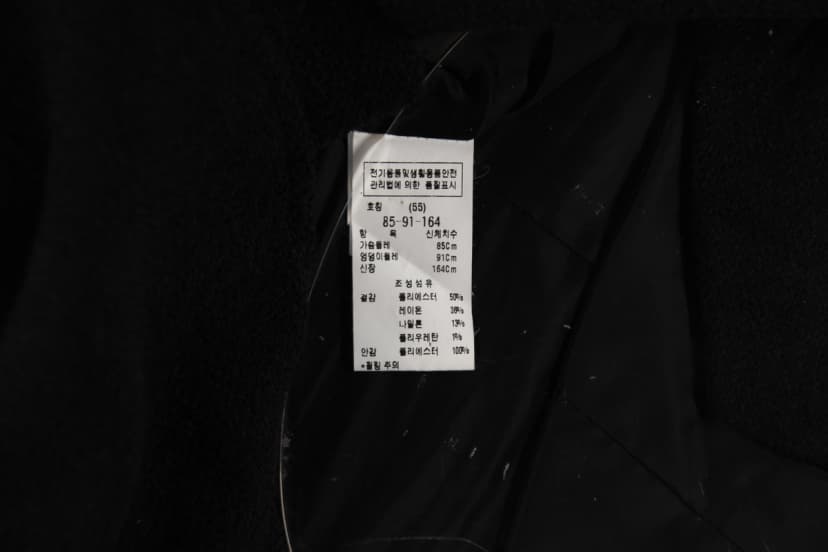 전기용품및생활용품안전
관리법에 의한 품질표시
호칭 (55)
85-91-164
항 목 신체치수
가슴둘레 85Cm
엉덩이둘레 91Cm
신장 164Cm
조성섬유
겉감 폴리에스터 50%
레이온 36%
나일론 13%
폴리우레탄 1%
안감 폴리에스터 100%
*필링 주의